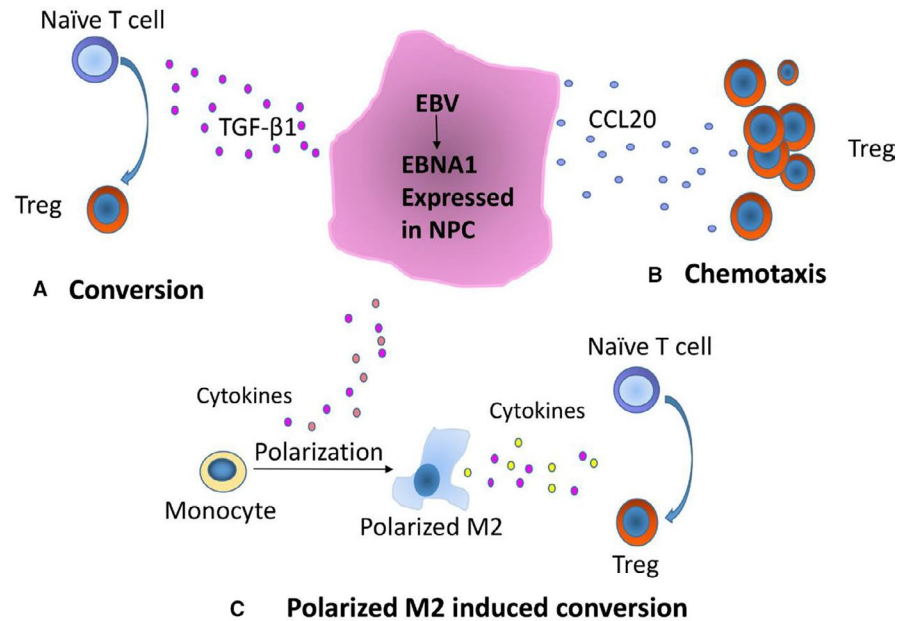 Naïve T cell
TGF-β1
Treg
A Conversion
EBV
EBNA1
Expressed
in NPC
CCL20
Treg
B Chemotaxis
Cytokines
Polarization
Monocyte
Polarized M2
Cytokines
Naïve T cell
Treg
C Polarized M2 induced conversion